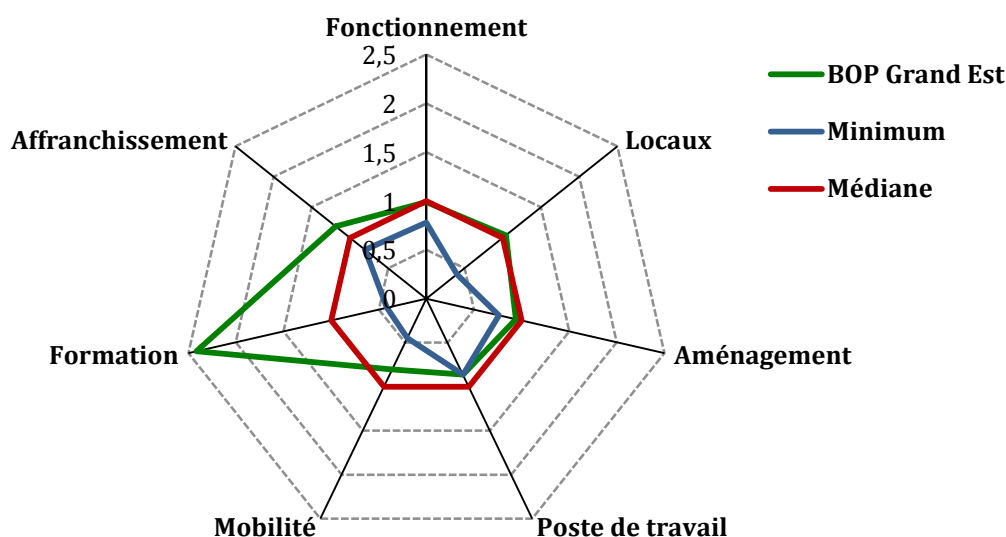 Fonctionnement
2,5
2
1,5
1
0,5
0
Locaux
Aménagement
Poste de travail
Mobilité
Formation
Affranchissement
BOP Grand Est
Minimum
Médiane